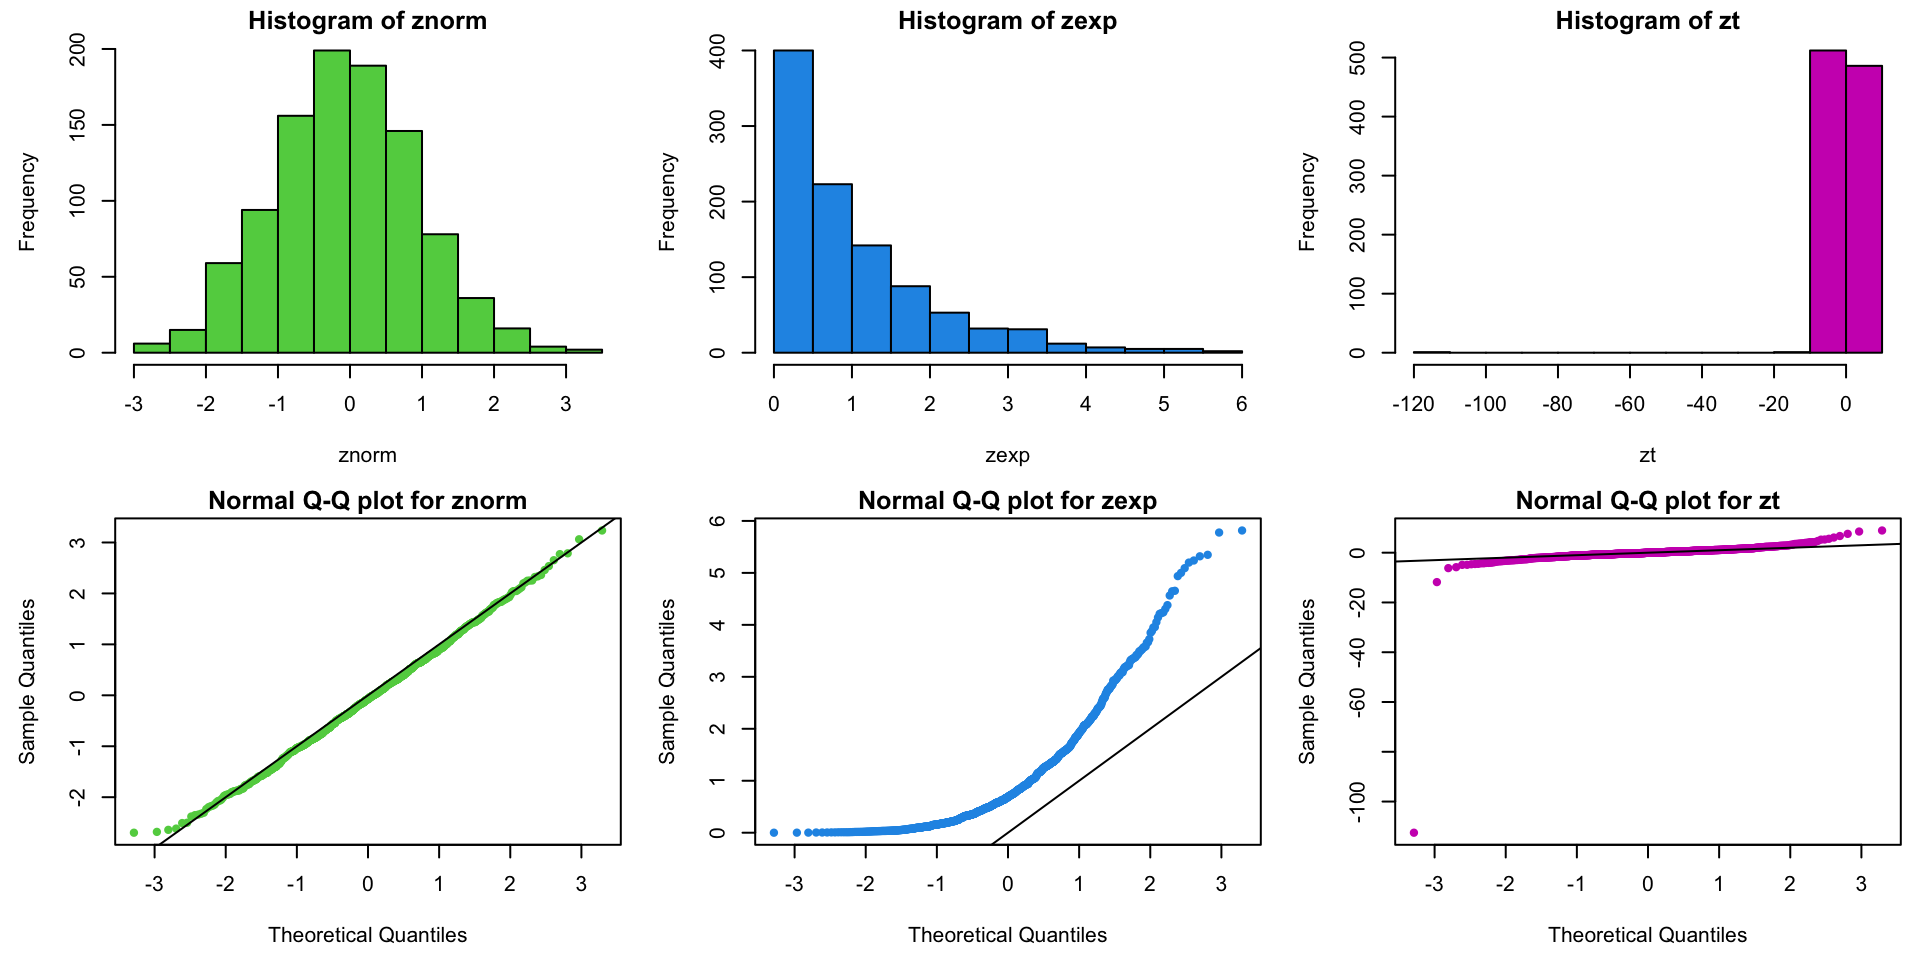 Histogram of znorm
Frequency
0 50 100 150 200
-3 -2 -1 0 1 2 3
znorm
Histogram of zexp
Frequency
0 100 200 300 400
0 1 2 3 4 5 6
zexp
Histogram of zt
Frequency
0 100 200 300 400 500
-120 -100 -80 -60 -40 -20 0
zt
Normal Q-Q plot for znorm
Sample Quantiles
-2 -1 0 1 2 3
-3 -2 -1 0 1 2 3
Theoretical Quantiles
Normal Q-Q plot for zexp
Sample Quantiles
0 1 2 3 4 5 6
-3 -2 -1 0 1 2 3
Theoretical Quantiles
Normal Q-Q plot for zt
Sample Quantiles
-100 -60 -40 -20 0
-3 -2 -1 0 1 2 3
Theoretical Quantiles